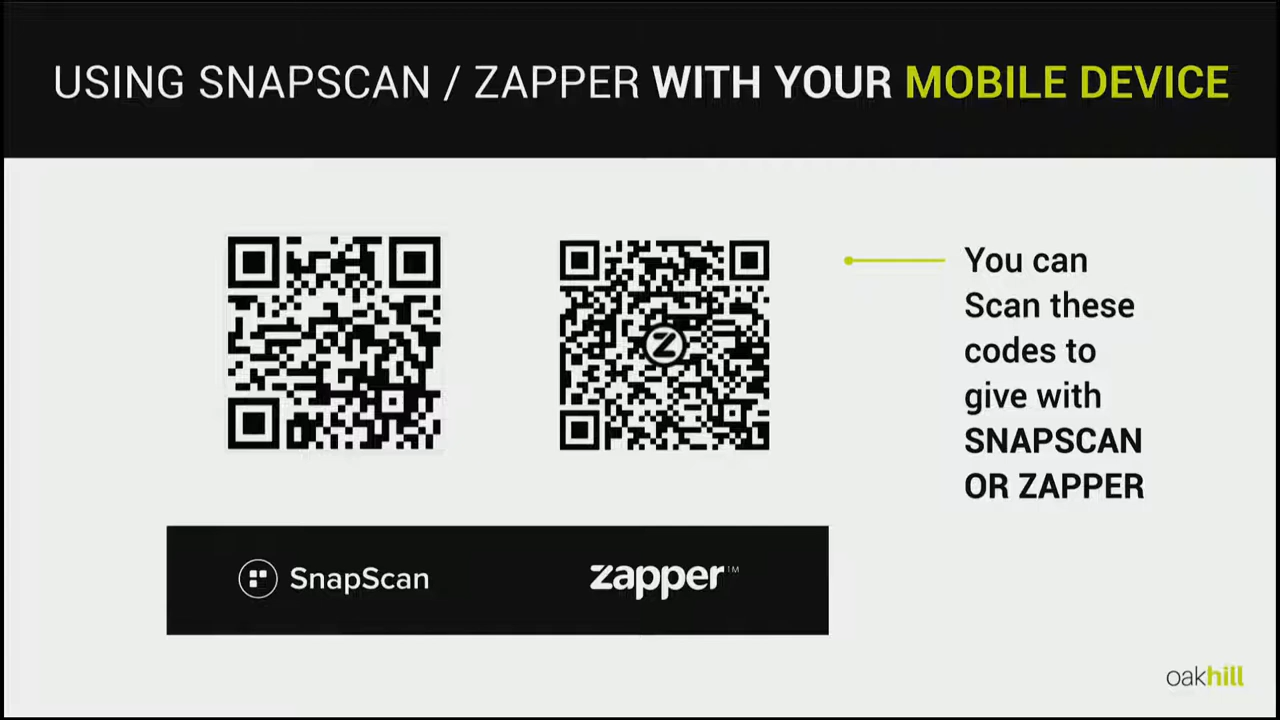 USING SNAPSCAN / ZAPPER WITH YOUR MOBILE DEVICE
You can
Scan these
codes to
give with
SNAPSCAN
OR ZAPPER
Z
SnapScan
zapper™
oakhill